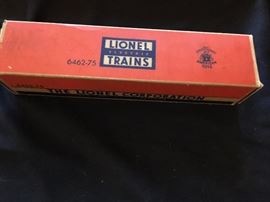 LIONEL
ELECTRIC
TRAINS
6462-75
THE LIONEL CORPORATION